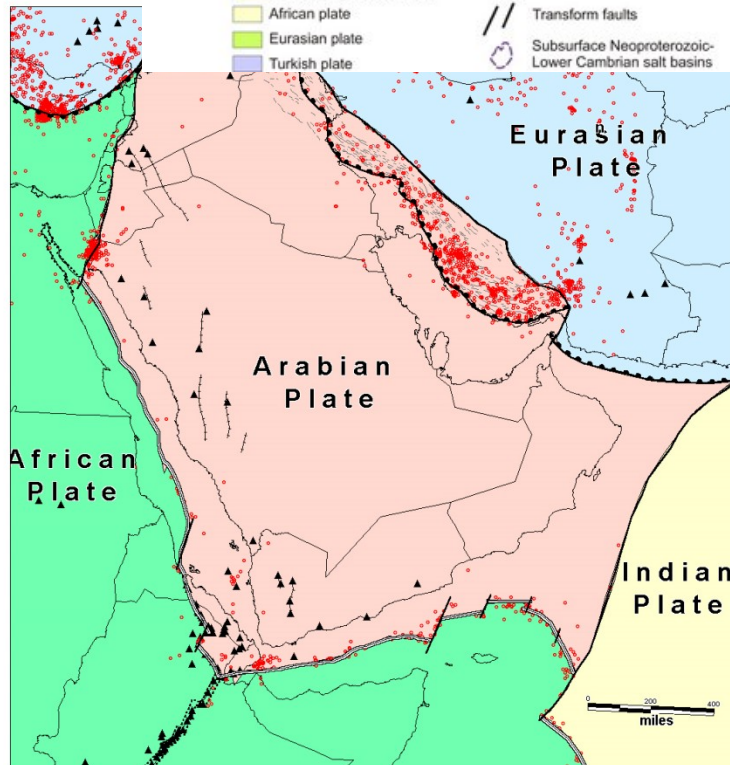 African plate
Eurasian plate
Turkish plate
Transform faults
Subsurface Neoproterozoic-
Lower Cambrian salt basins
Eurasian
Plate
Arabian
Plate
African
Plate
Indian
Plate
0 200 400
miles